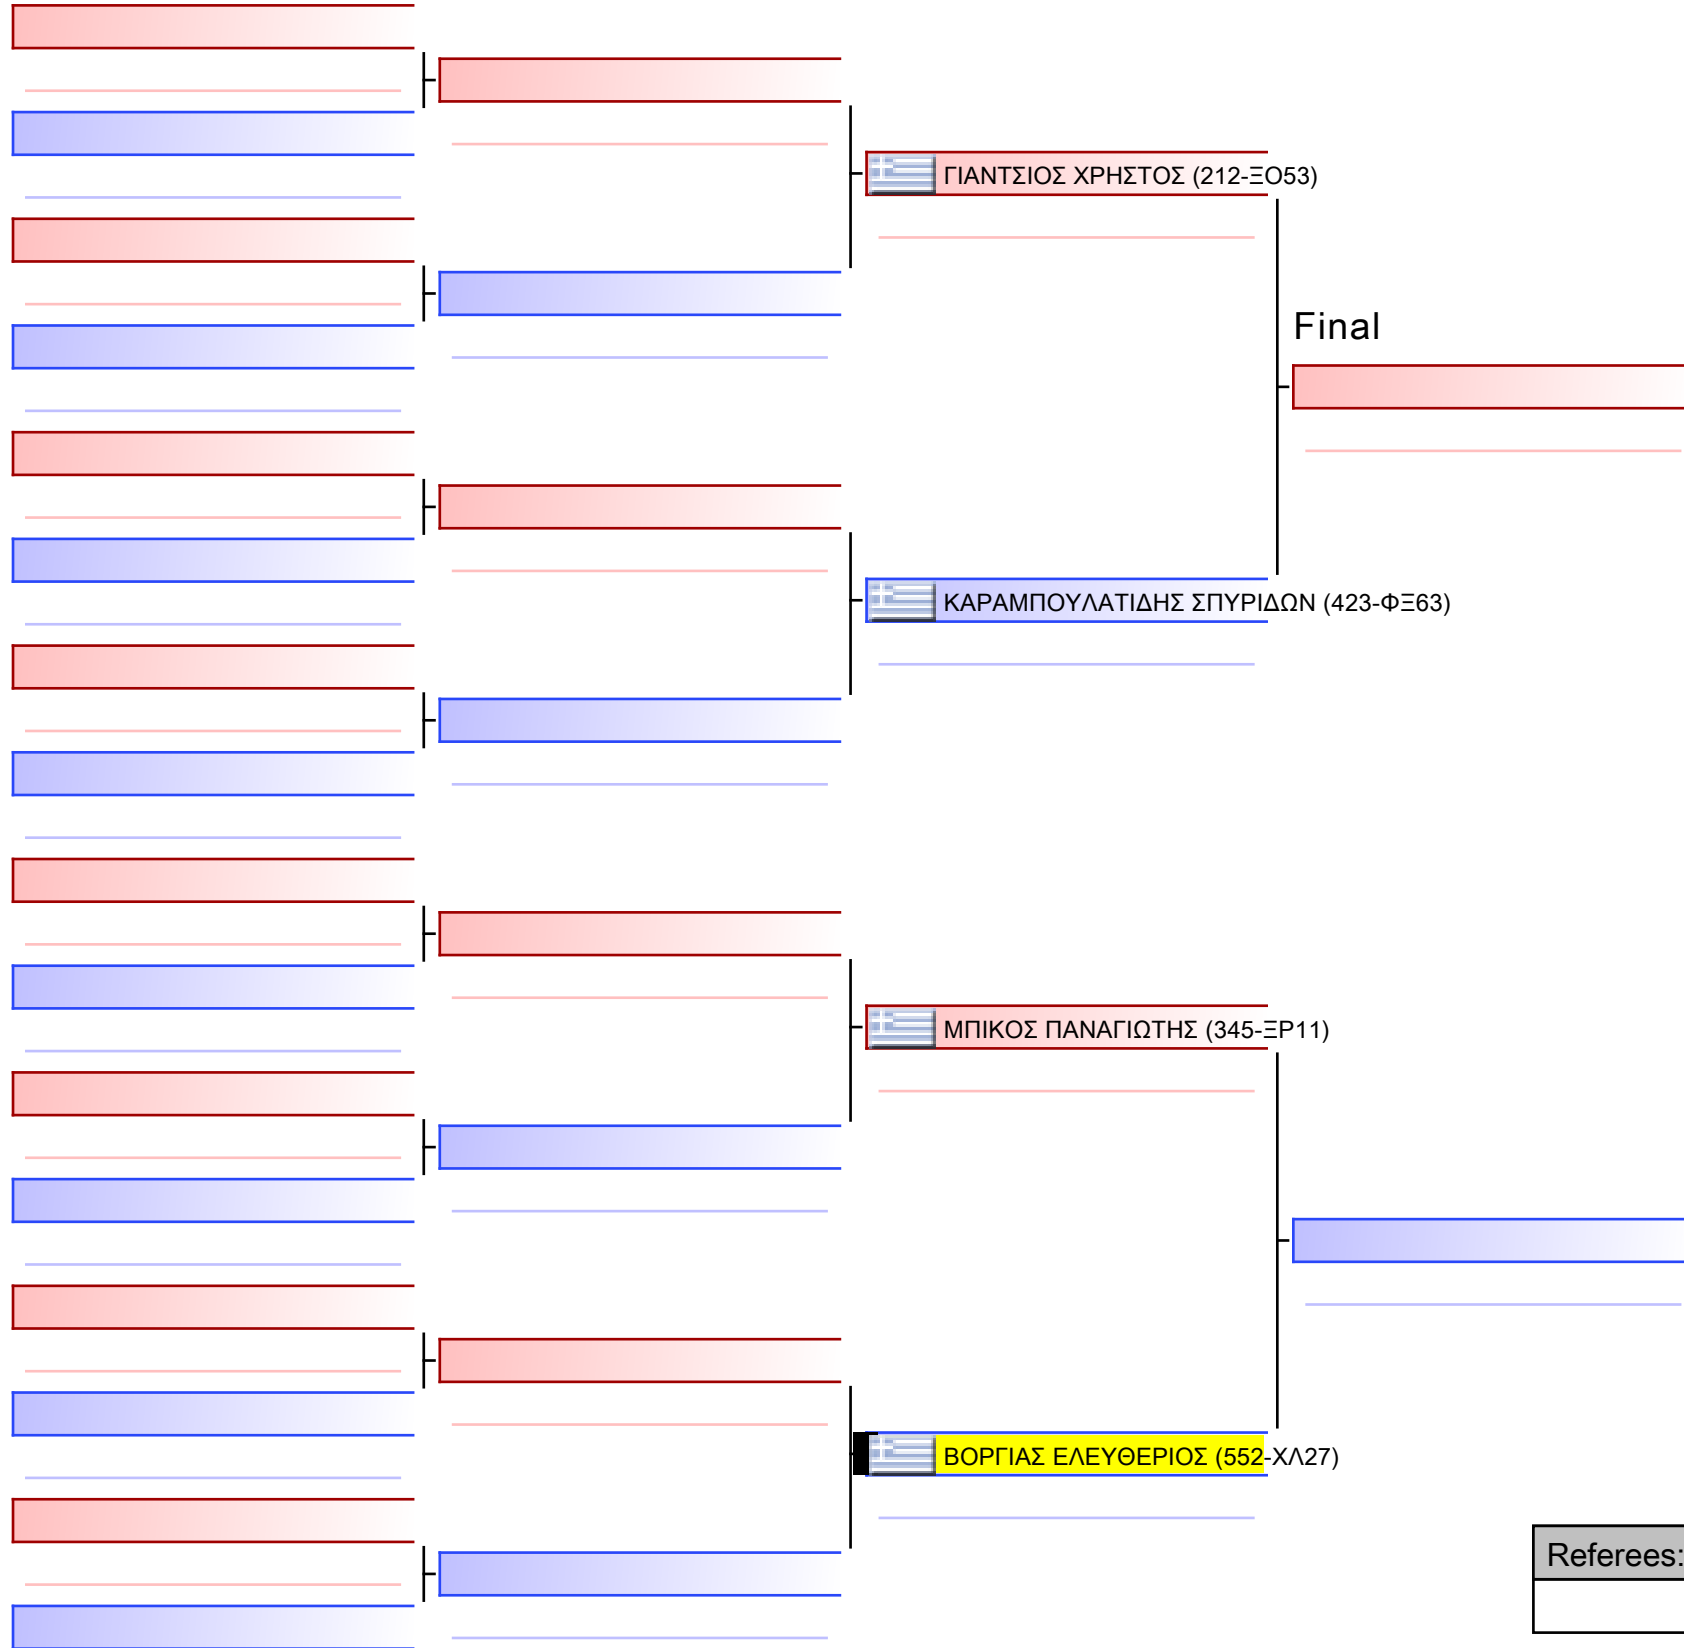 ΓΙΑΝΤΣΙΟΣ ΧΡΗΣΤΟΣ (212-ΞΟ53)
Final
ΚΑΡΑΜΠΟΥΛΑΤΙΔΗΣ ΣΠΥΡΙΔΩΝ (423-ΦΞ63)
ΜΠΙΚΟΣ ΠΑΝΑΓΙΩΤΗΣ (345-ΞΡ11)
ΒΟΡΓΙΑΣ ΕΛΕΥΘΕΡΙΟΣ (552-ΧΛ27)
Referees: